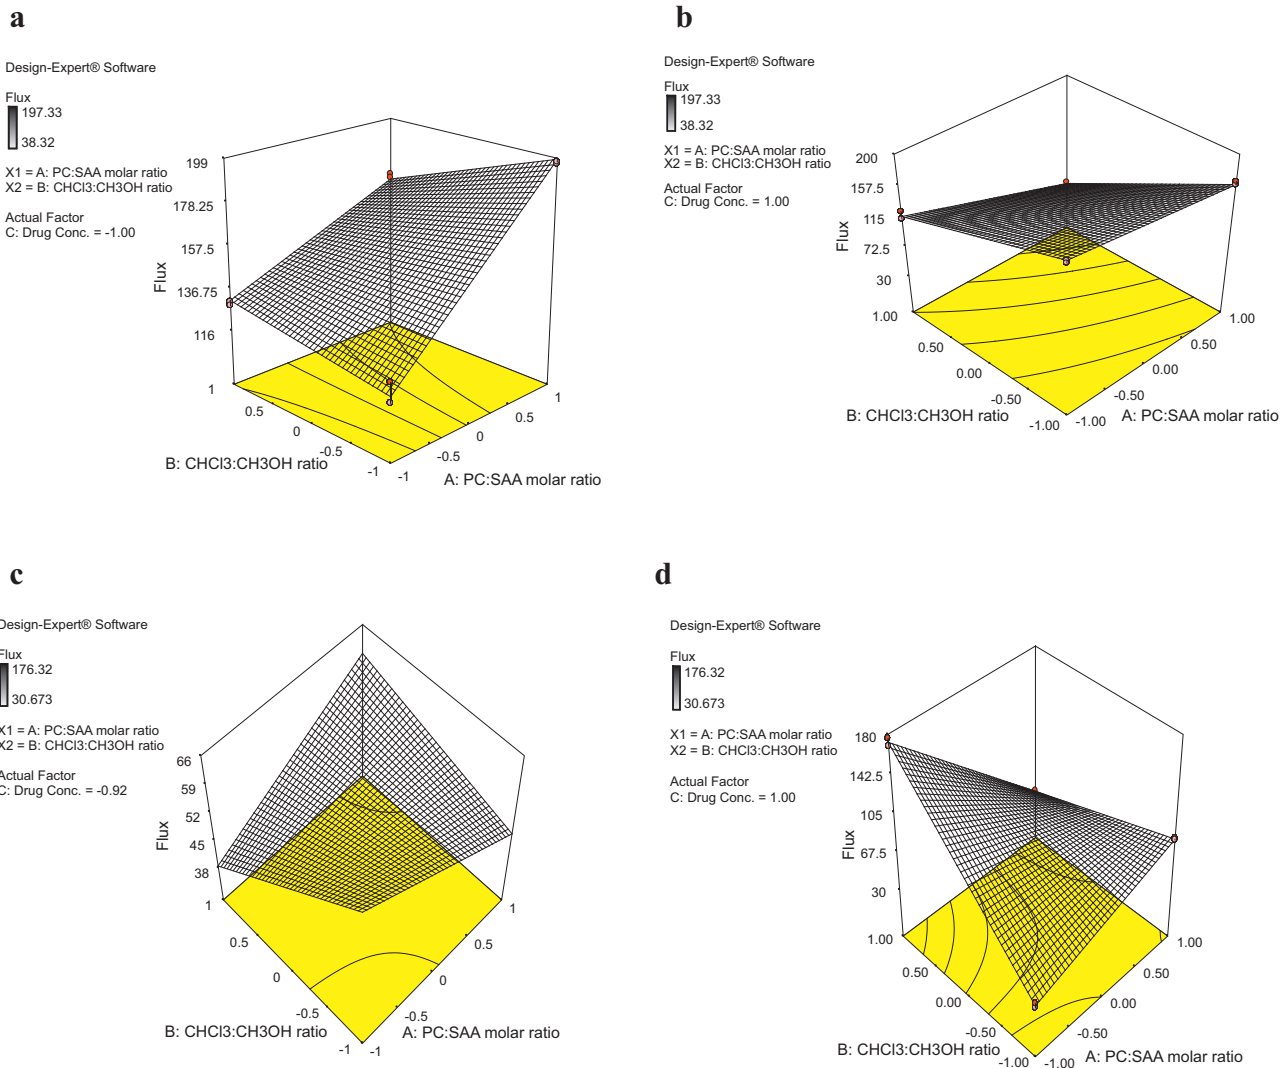 a
Design-Expert® Software
Flux
197.33
38.32
X1 = A: PC:SAA molar ratio
X2 = B: CHCl3:CH3OH ratio
Actual Factor
C: Drug Conc. = -1.00
199
178.25
157.5
136.75
116
Flux
1
0.5
0
-0.5
-1
B: CHCl3:CH3OH ratio
-1
-0.5
0
0.5
1
A: PC:SAA molar ratio
b
Design-Expert® Software
Flux
197.33
38.32
X1 = A: PC:SAA molar ratio
X2 = B: CHCl3:CH3OH ratio
Actual Factor
C: Drug Conc. = 1.00
200
157.5
115
72.5
30
Flux
1.00
0.50
0.00
-0.50
-1.00
B: CHCl3:CH3OH ratio
-1.00
-0.50
0.00
0.50
1.00
A: PC:SAA molar ratio
c
Design-Expert® Software
Flux
176.32
30.673
X1 = A: PC:SAA molar ratio
X2 = B: CHCl3:CH3OH ratio
Actual Factor
C: Drug Conc. = -0.92
66
59
52
45
38
Flux
1
0.5
0
-0.5
-1
B: CHCl3:CH3OH ratio
-1
-0.5
0
0.5
1
A: PC:SAA molar ratio
d
Design-Expert® Software
Flux
176.32
30.673
X1 = A: PC:SAA molar ratio
X2 = B: CHCl3:CH3OH ratio
Actual Factor
C: Drug Conc. = 1.00
180
142.5
105
67.5
30
Flux
1.00
0.50
0.00
-0.50
-1.00
B: CHCl3:CH3OH ratio
-1.00
-0.50
0.00
0.50
1.00
A: PC:SAA molar ratio